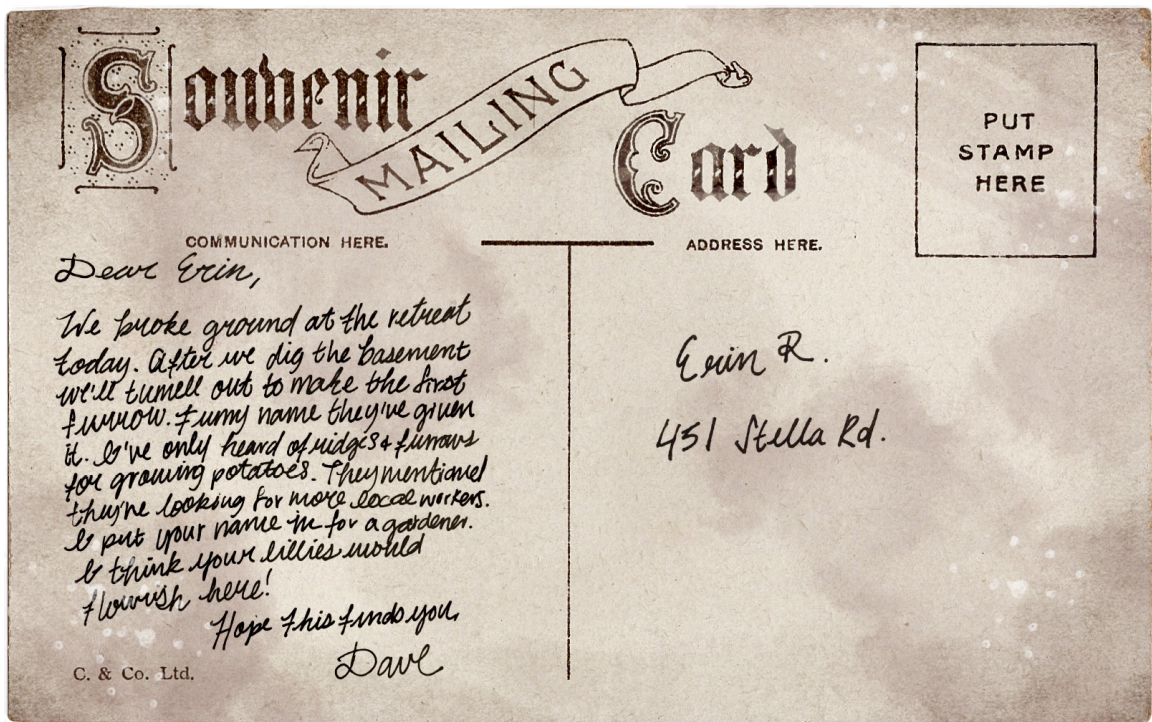 Souvenir
MAILING
Card
PUT
STAMP
HERE
COMMUNICATION HERE.
ADDRESS HERE.
Dear Erin,
We broke ground at the retreat
today. After we dig the basement
we'll tunnell out to make the first
furrow. Funny name they've given
it. I've only heard of ridges & furrows
for growing potatoes. They mentioned
they're looking for more local workers.
I put your name in for a gardener.
I think your lillies would
flourish here!
Hope this finds you,
Dave
C. & Co. Ltd.
Erin R.
451 Stella Rd.